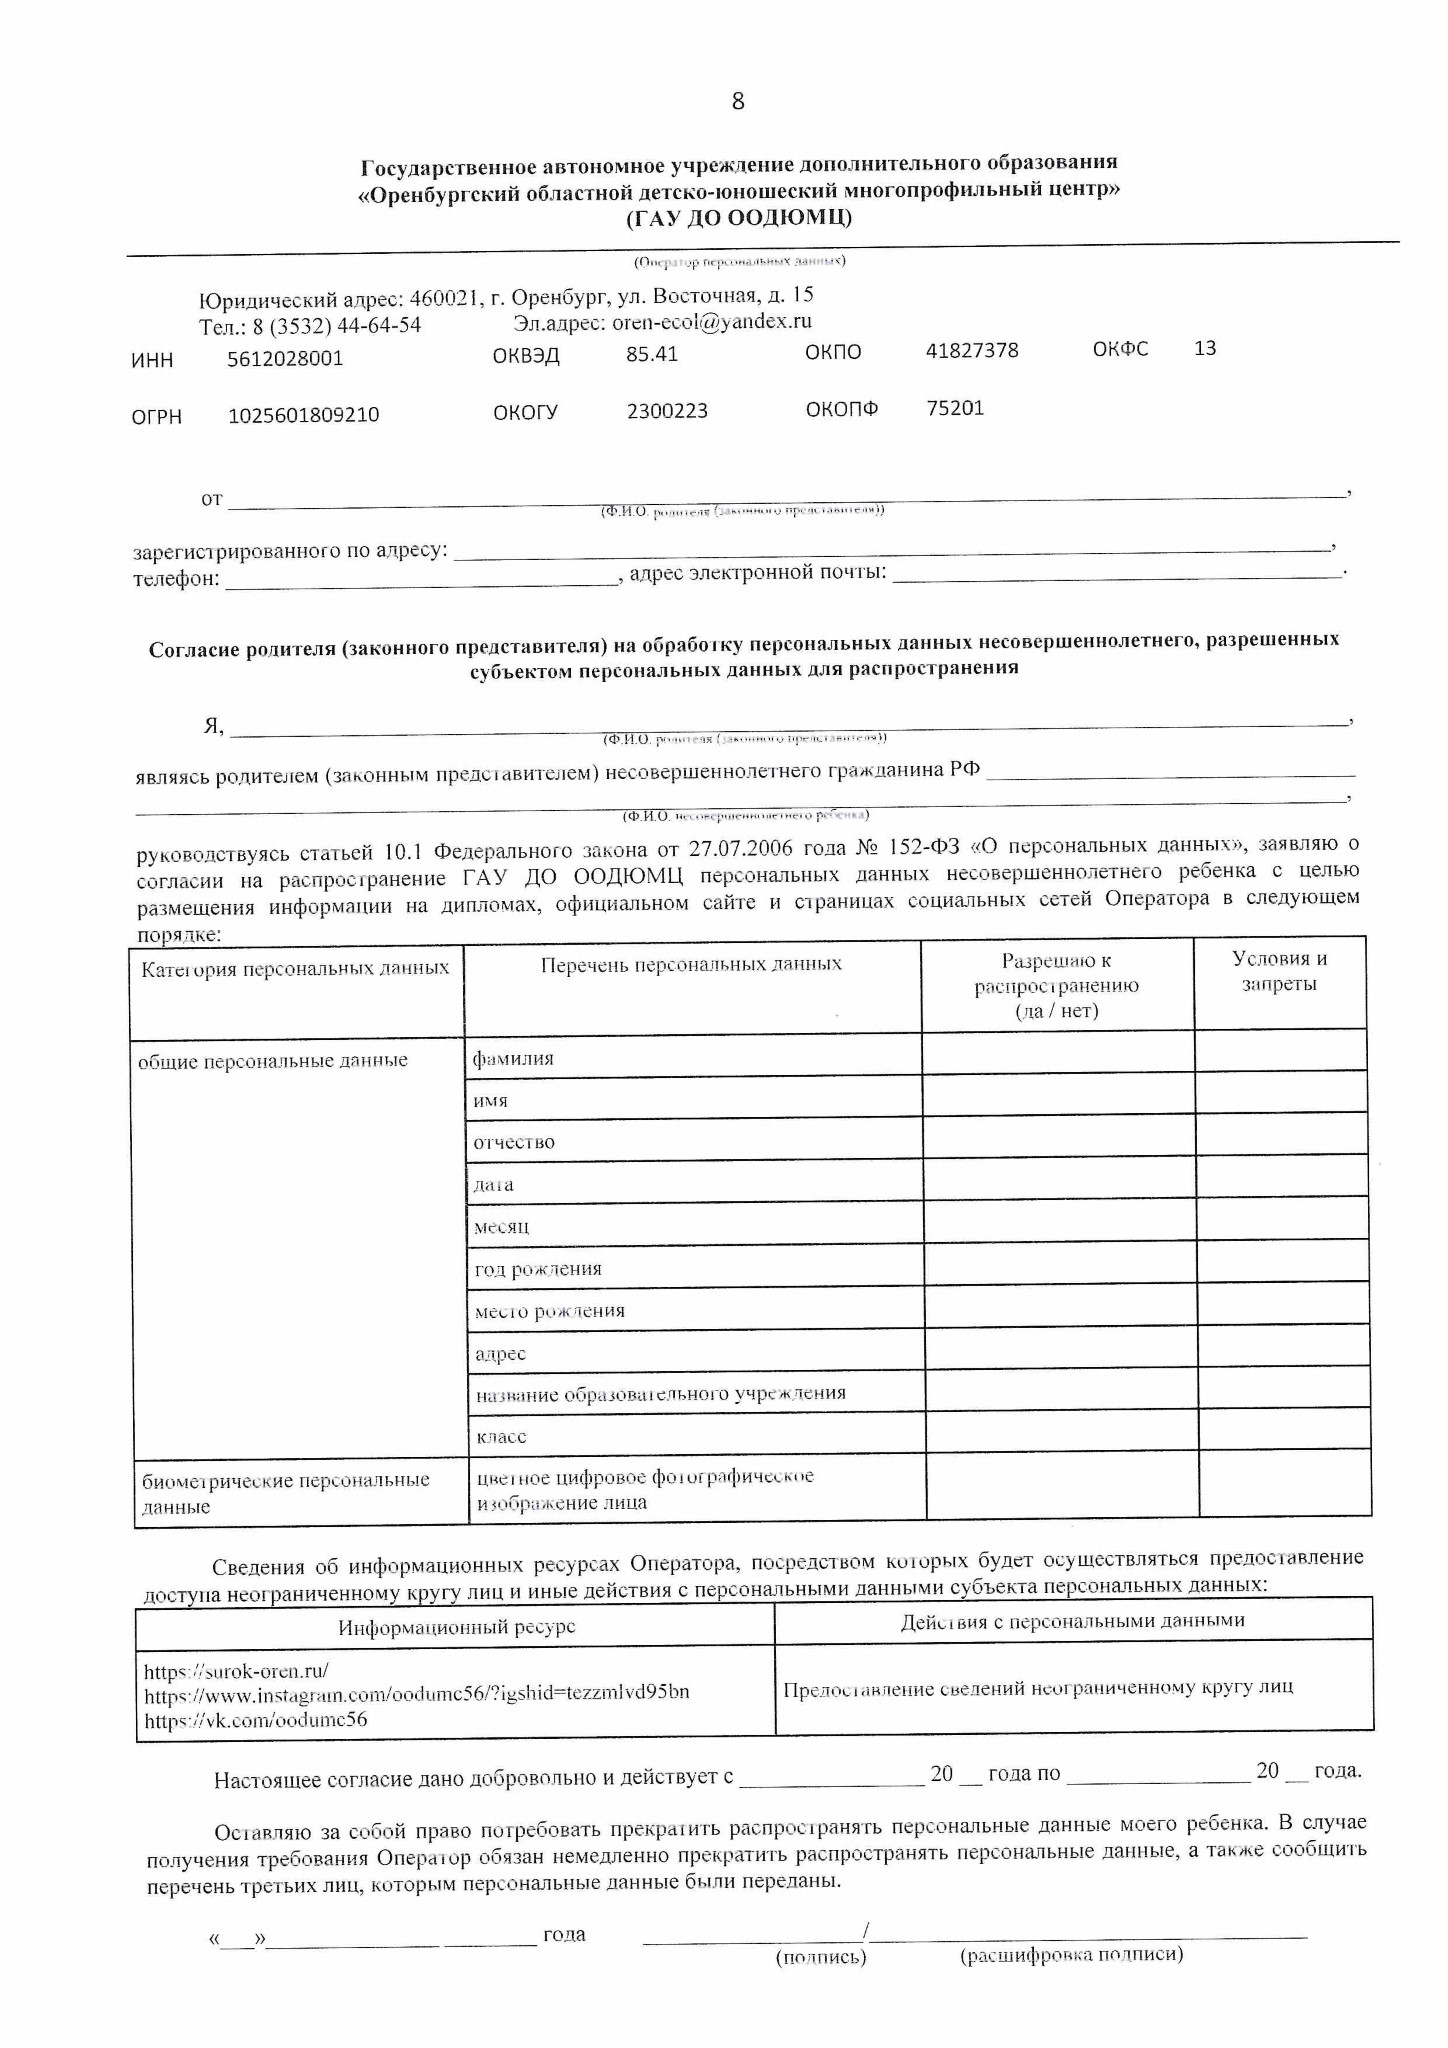 8
Государственное автономное учреждение дополнительного образования
«Оренбургский областной детско-юношеский многопрофильный центр»
(ГАУ ДО ООДЮМЦ)
(Оператор персональных данных)
Юридический адрес: 460021, г. Оренбург, ул. Восточная, д. 15
Тел.: 8 (3532) 44-64-54 Эл.адрес: oren-ecol@yandex.ru
ИНН 5612028001 ОКВЭД 85.41 ОКПО 41827378 ОКФС 13
ОГРН 1025601809210 ОКОГУ 2300223 ОКОПФ 75201
от ,
(Ф.И.О. родителя (законного представителя))
зарегистрированного по адресу: ,
телефон: , адрес электронной почты: .
Согласие родителя (законного представителя) на обработку персональных данных несовершеннолетнего, разрешенных
субъектом персональных данных для распространения
Я, ,
(Ф.И.О. родителя (законного представителя))
являясь родителем (законным представителем) несовершеннолетнего гражданина РФ
,
(Ф.И.О. несовершеннолетнего ребенка)
руководствуясь статьей 10.1 Федерального закона от 27.07.2006 года № 152-ФЗ «О персональных данных», заявляю о
согласии на распространение ГАУ ДО ООДЮМЦ персональных данных несовершеннолетнего ребенка с целью
размещения информации на дипломах, официальном сайте и страницах социальных сетей Оператора в следующем
порядке:
Категория персональных данных Перечень персональных данных Разрешаю к распространению (да / нет) Условия и запреты
общие персональные данные фамилия
имя
отчество
дата
месяц
год рождения
место рождения
адрес
название образовательного учреждения
класс
биометрические персональные данные цветное цифровое фотографическое изображение лица
Сведения об информационных ресурсах Оператора, посредством которых будет осуществляться предоставление
доступа неограниченному кругу лиц и иные действия с персональными данными субъекта персональных данных:
Информационный ресурс Действия с персональными данными
https://surok-oren.ru/
https://www.instagram.com/oodumc56/?igshid=tezzmlvd95bn
https://vk.com/oodumc56
Предоставление сведений неограниченному кругу лиц
Настоящее согласие дано добровольно и действует с ________________ 20 __ года по ________________ 20 __ года.
Оставляю за собой право потребовать прекратить распространять персональные данные моего ребенка. В случае
получения требования Оператор обязан немедленно прекратить распространять персональные данные, а также сообщить
перечень третьих лиц, которым персональные данные были переданы.
«___»_______________ ________ года ___________________/______________________________________
(подпись) (расшифровка подписи)